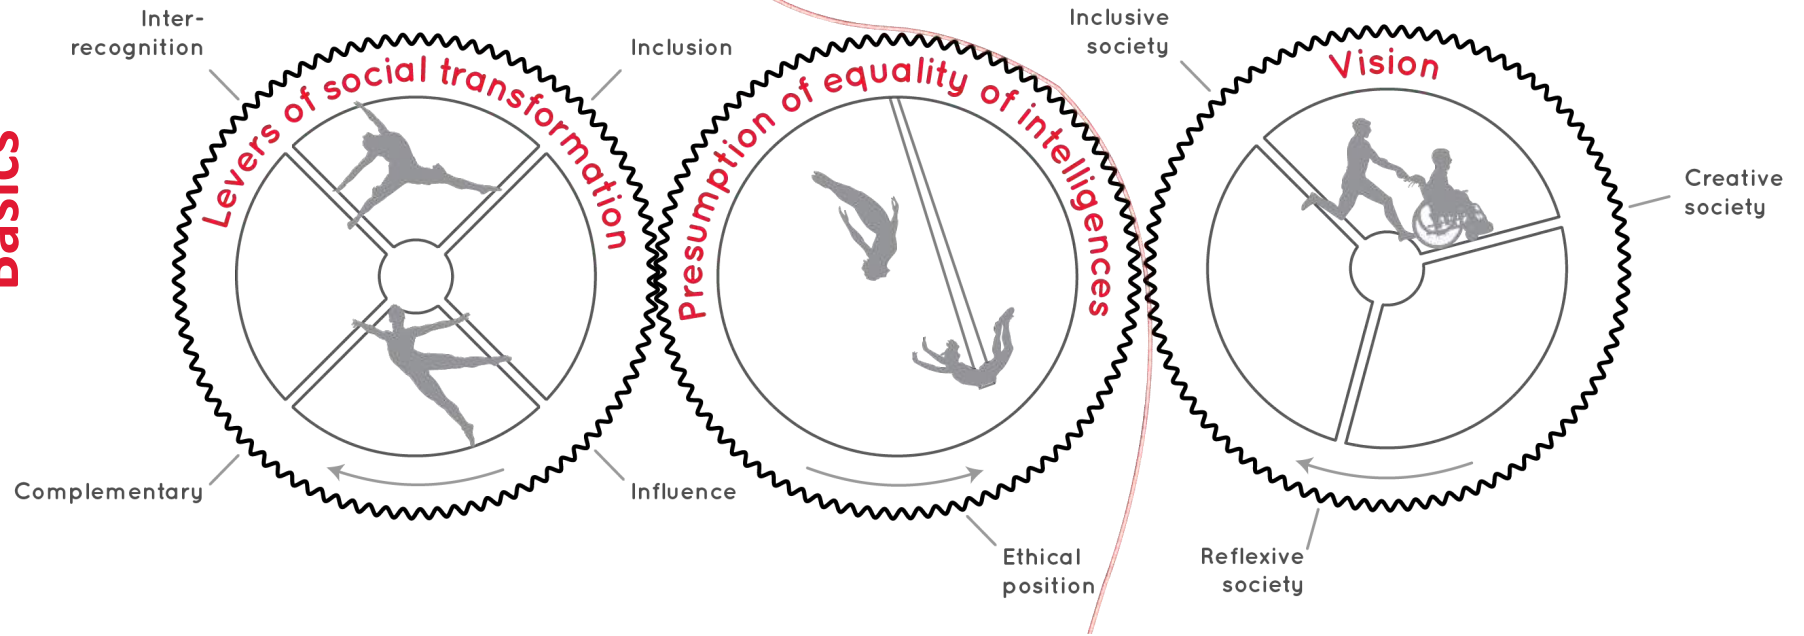 Basics
Inter-
recognition
Inclusion
Levers of social transformation
Complementary
Influence
Presumption of equality of intelligences
Ethical
position
Inclusive
society
Vision
Creative
society
Reflexive
society